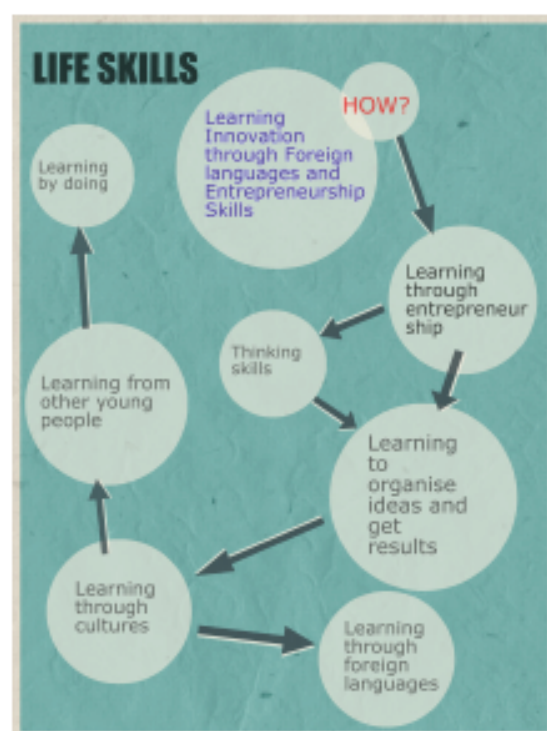 LIFE SKILLS
HOW?
Learning
Innovation
through Foreign
languages and
Entrepreneurship
Skills
Learning
by doing
Learning
through
entrepreneur
ship
Thinking
skills
Learning from
other young
people
Learning
to
organise
ideas and
get
results
Learning
through
cultures
Learning
through
foreign
languages